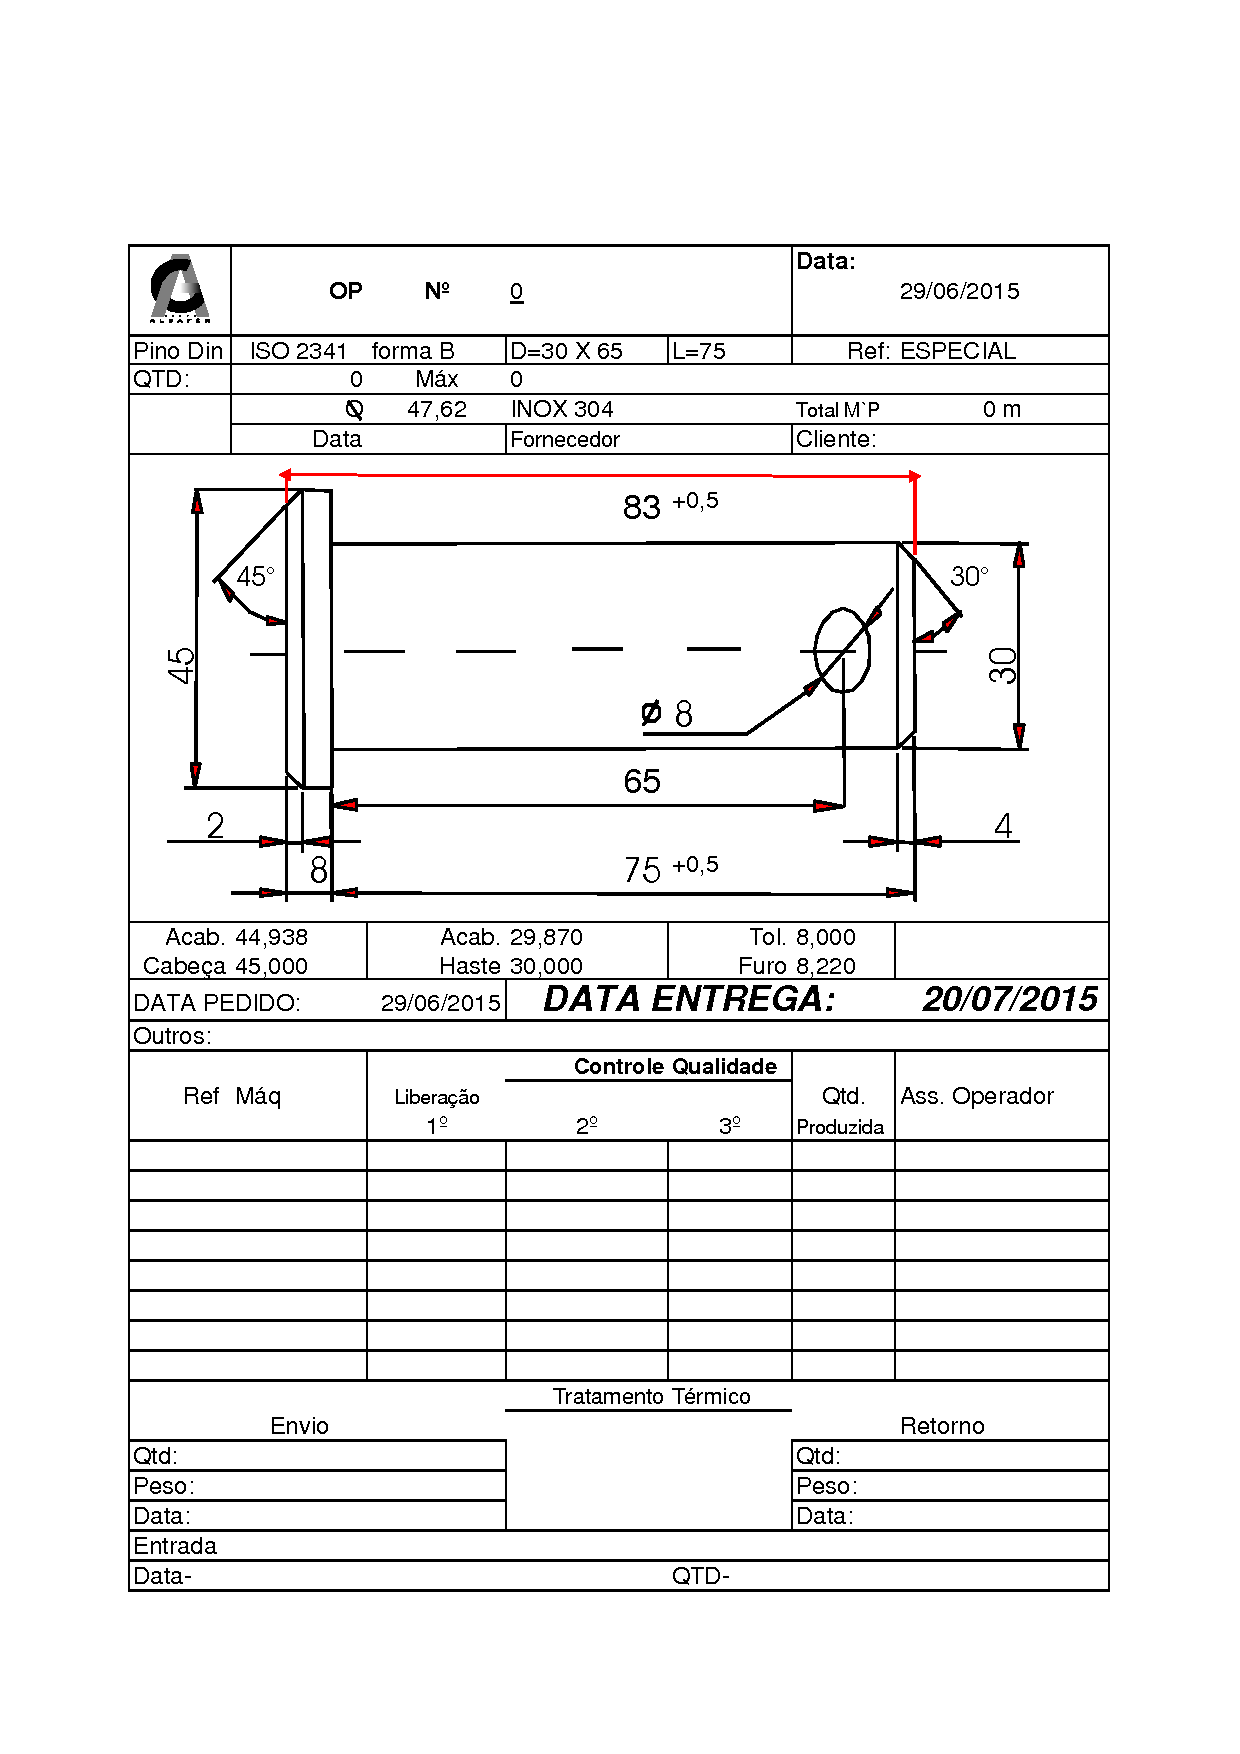 ALBAFER
Data:
OP Nº 0 29/06/2015
Pino Din ISO 2341 forma B D=30 X 65 L=75 Ref: ESPECIAL
QTD: 0 Máx 0
Ø 47,62 INOX 304 Total M`P 0 m
Data Fornecedor Cliente:
83 +0,5
45° 30°
45 30
Ø 8
65
2 4
8 75 +0,5
Acab. 44,938 Acab. 29,870 Tol. 8,000
Cabeça 45,000 Haste 30,000 Furo 8,220
DATA PEDIDO: 29/06/2015 DATA ENTREGA: 20/07/2015
Outros:
Controle Qualidade
Ref Máq Liberação Qtd. Ass. Operador
1º 2º 3º Produzida
Tratamento Térmico
Envio Retorno
Qtd: Qtd:
Peso: Peso:
Data: Data:
Entrada
Data- QTD-